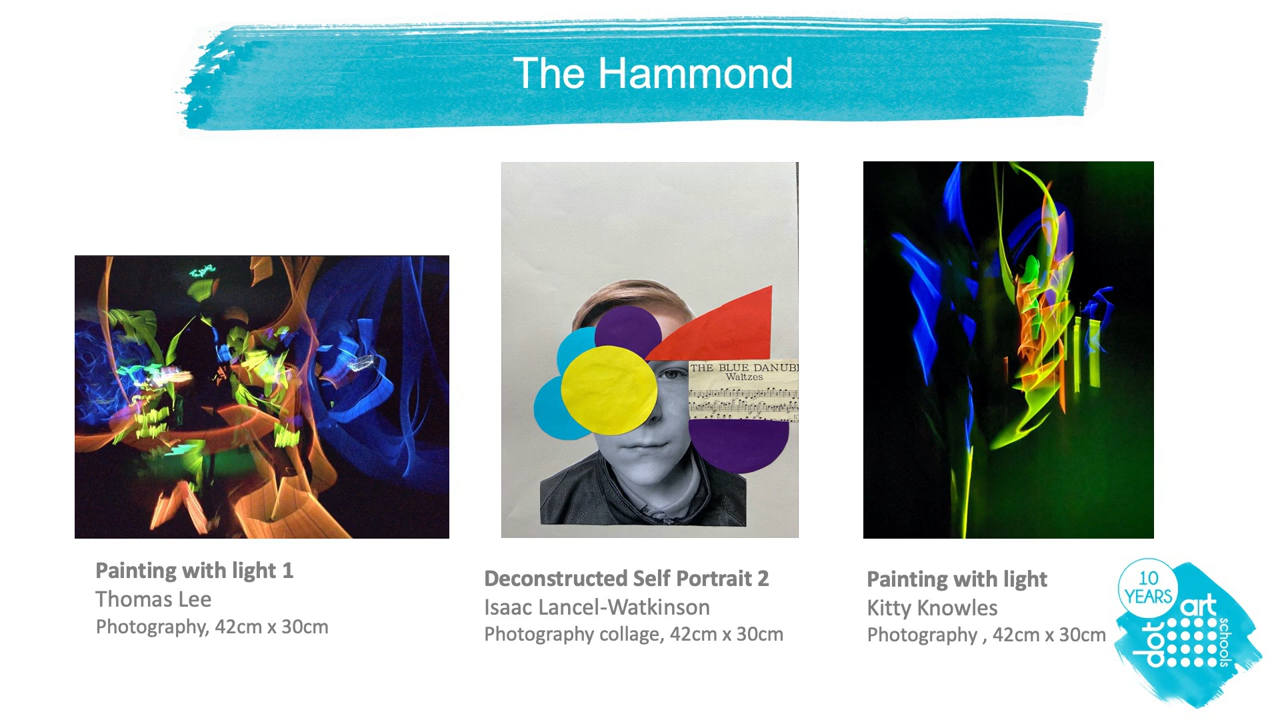 The Hammond
THE BLUE DANUBE
Waltzes
Painting with light 1
Thomas Lee
Photography, 42cm x 30cm
Deconstructed Self Portrait 2
Isaac Lancel-Watkinson
Photography collage, 42cm x 30cm
Painting with light
Kitty Knowles
Photography , 42cm x 30cm
10
YEARS
dot
art
schools